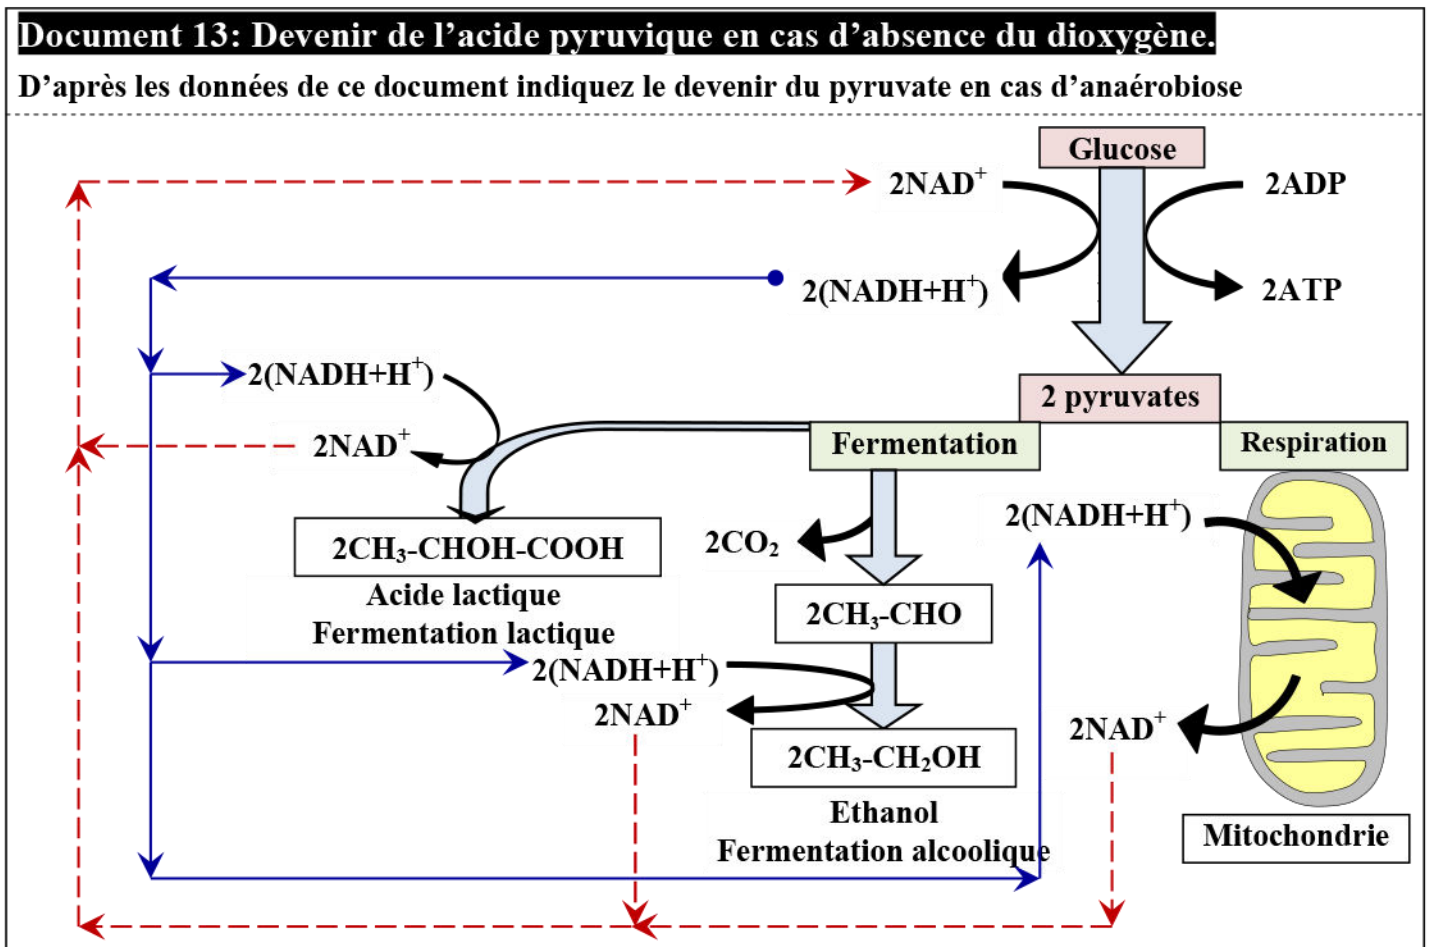 Document 13: Devenir de l’acide pyruvique en cas d’absence du dioxygène.
D’après les données de ce document indiquez le devenir du pyruvate en cas d’anaérobiose
Glucose
2NAD⁺
2ADP
2(NADH+H⁺)
2ATP
2(NADH+H⁺)
2 pyruvates
2NAD⁺
Fermentation
Respiration
2(NADH+H⁺)
2CO₂
2CH₃-CHOH-COOH
Acide lactique
Fermentation lactique
2CH₃-CHO
2(NADH+H⁺)
2NAD⁺
2NAD⁺
2CH₃-CH₂OH
Ethanol
Fermentation alcoolique
Mitochondrie